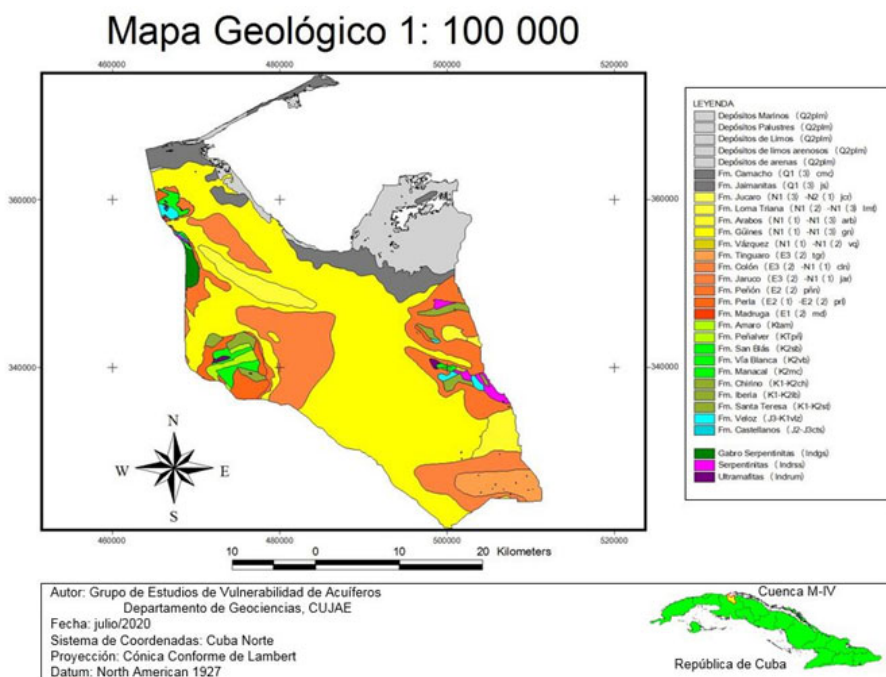 Mapa Geológico 1: 100 000
460000 480000 500000 520000
360000 360000
340000 340000
460000 480000 500000 520000
N
W E
S
10 0 10 20 Kilometers
LEYENDA
Depósitos Marinos (Q2plm)
Depósitos Palustres (Q2plm)
Depósitos de Limos (Q2plm)
Depósitos de limos arenosos (Q2plm)
Depósitos de arenas (Q2plm)
Fm. Camacho (Q1 (3) cmc)
Fm. Jaimanitas (Q1 (3) js)
Fm. Jucaro (N1 (3) -N2 (1) jcr)
Fm. Loma Triana (N1 (2) -N1 (3) lml)
Fm. Arabos (N1 (1) -N1 (3) arb)
Fm. Güines (N1 (1) -N1 (3) gn)
Fm. Vázquez (N1 (1) -N1 (2) vq)
Fm. Tinguaro (E3 (2) tgr)
Fm. Colón (E3 (2) -N1 (1) cln)
Fm. Jaruco (E3 (2) -N1 (1) jar)
Fm. Peñón (E2 (2) pñn)
Fm. Perla (E2 (1) -E2 (2) prl)
Fm. Madruga (E1 (2) md)
Fm. Amaro (Ktam)
Fm. Peñalver (KTpñ)
Fm. San Blás (K2sb)
Fm. Vía Blanca (K2vb)
Fm. Manacal (K2mc)
Fm. Chirino (K1-K2ch)
Fm. Iberia (K1-K2ib)
Fm. Santa Teresa (K1-K2st)
Fm. Veloz (J3-K1vlz)
Fm. Castellanos (J2-J3cts)
Gabro Serpentinitas (Indgs)
Serpentinitas (Indrss)
Ultramafitas (Indrum)
Autor: Grupo de Estudios de Vulnerabilidad de Acuíferos
Departamento de Geociencias, CUJAE
Fecha: julio/2020
Sistema de Coordenadas: Cuba Norte
Proyección: Cónica Conforme de Lambert
Datum: North American 1927
Cuenca M-IV
República de Cuba